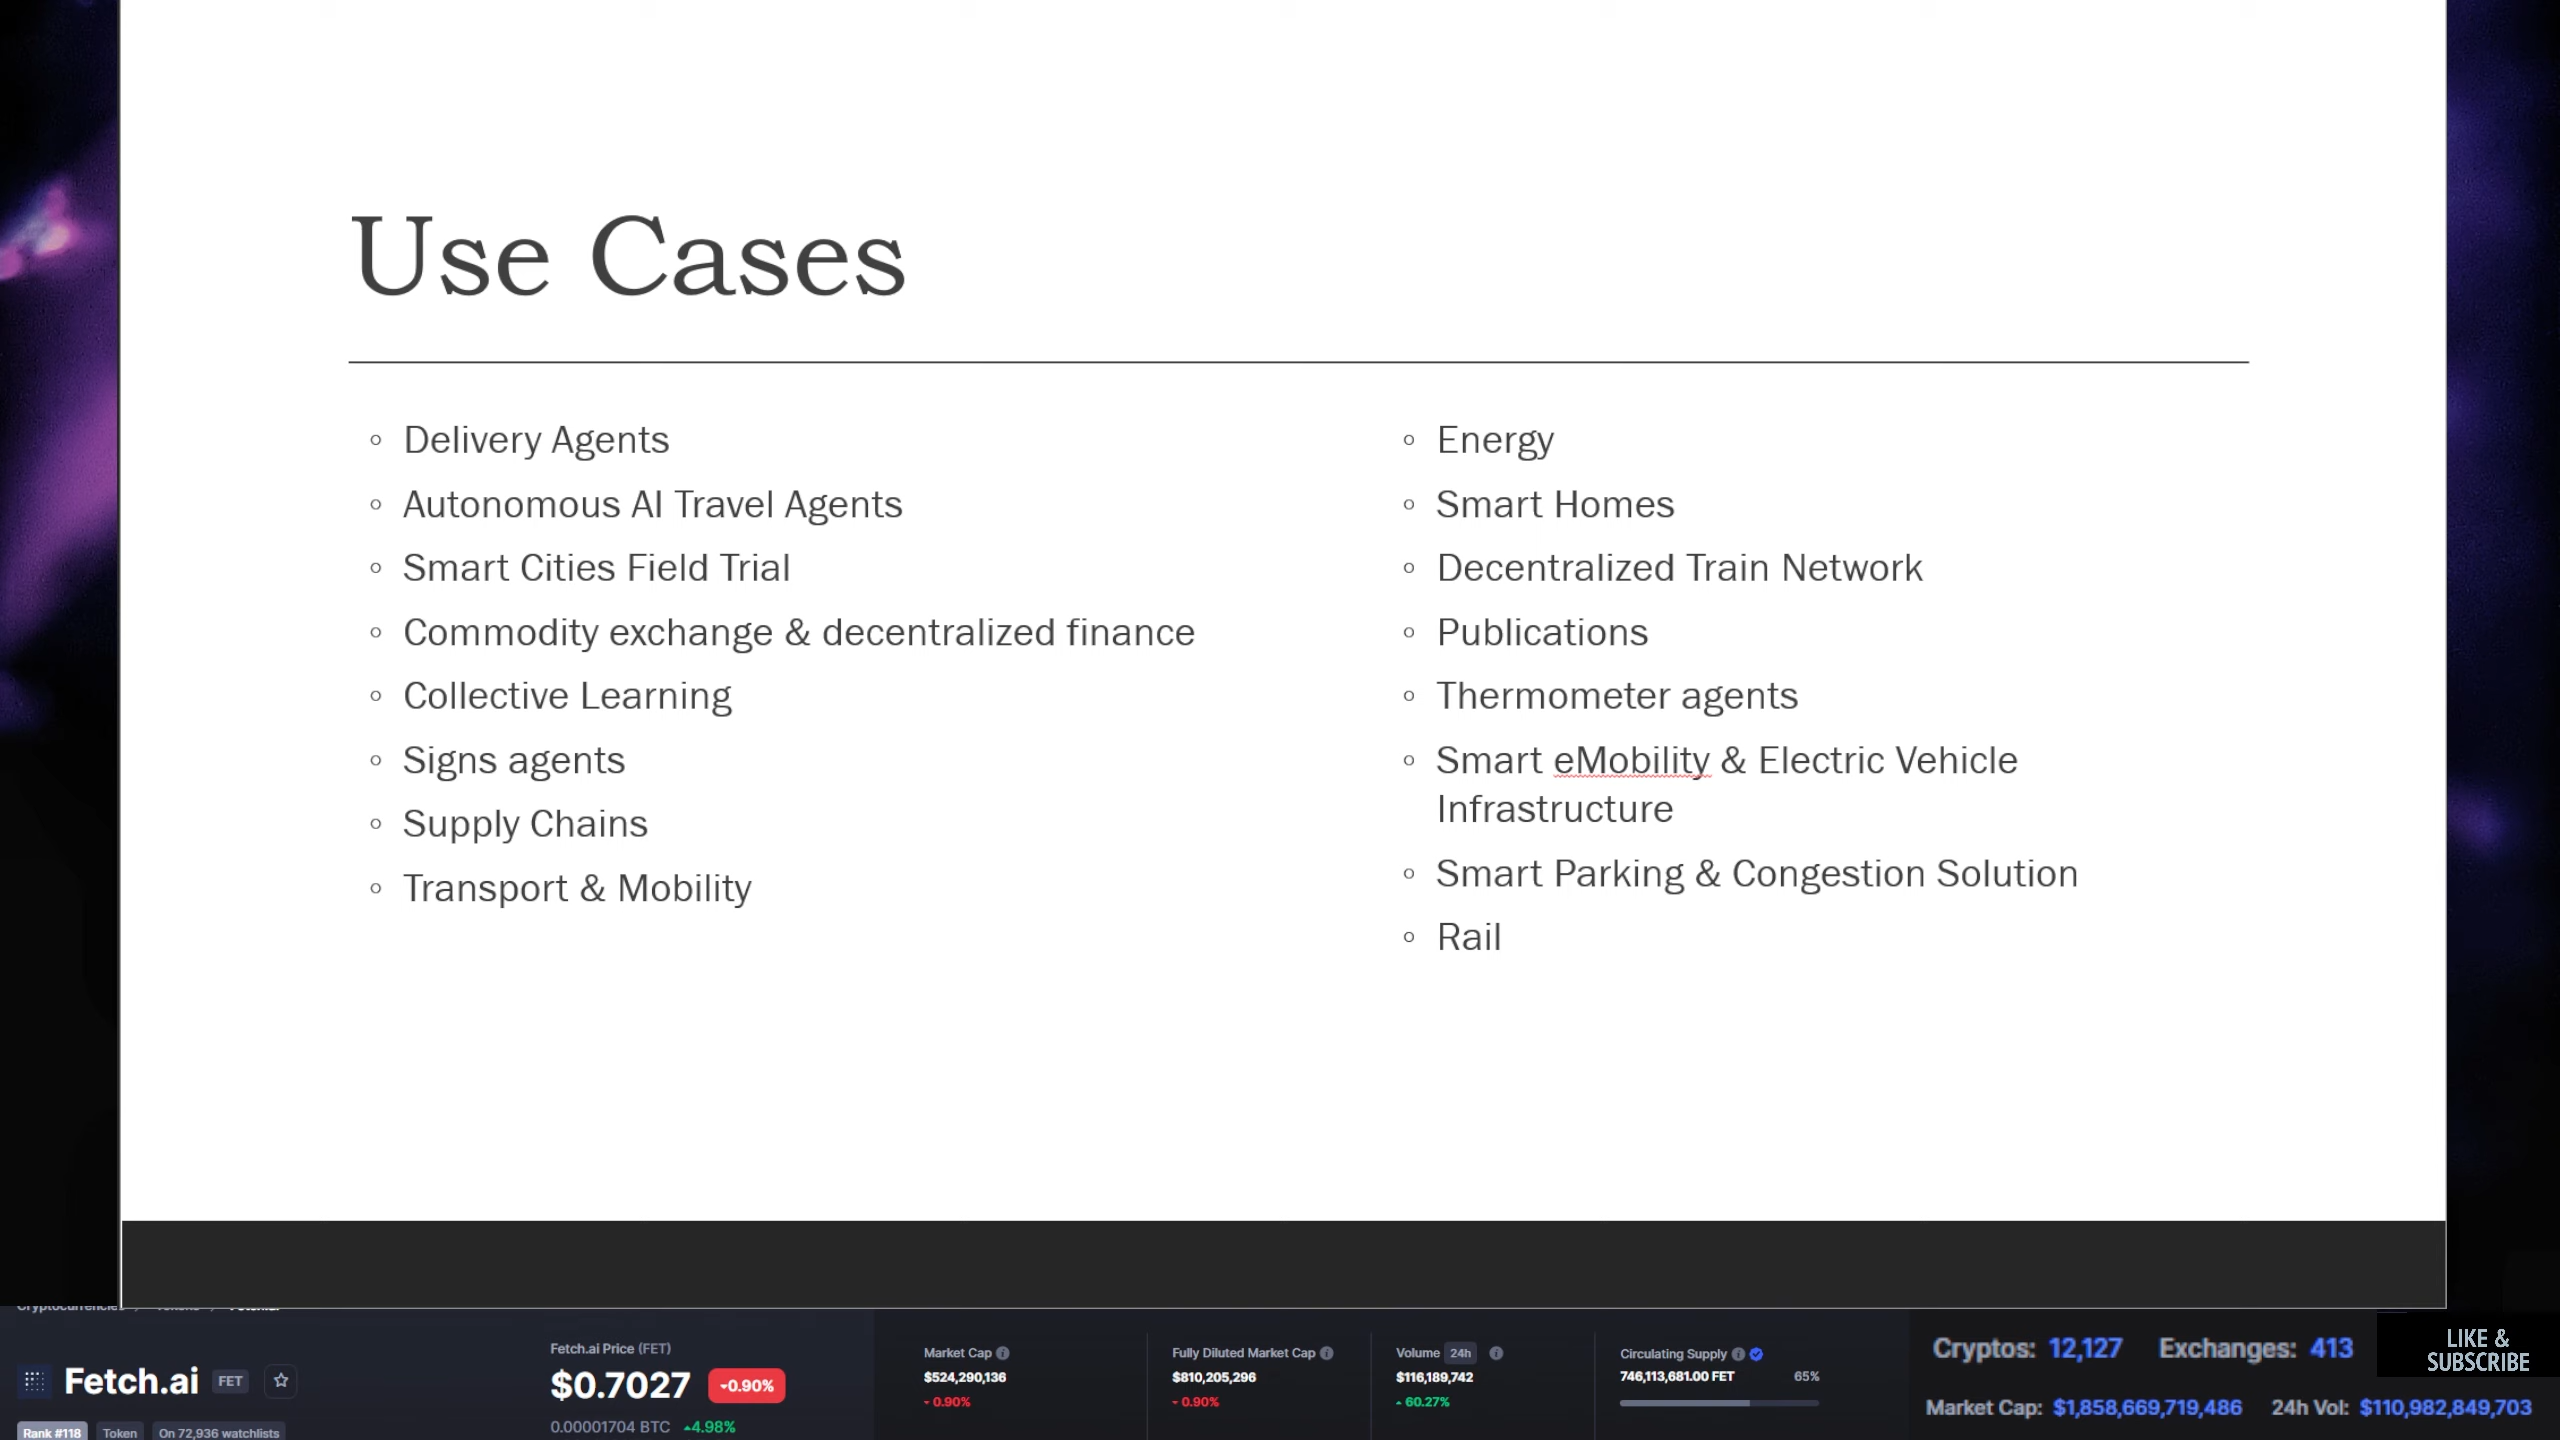 Use Cases
Delivery Agents
Autonomous AI Travel Agents
Smart Cities Field Trial
Commodity exchange & decentralized finance
Collective Learning
Signs agents
Supply Chains
Transport & Mobility
Energy
Smart Homes
Decentralized Train Network
Publications
Thermometer agents
Smart eMobility & Electric Vehicle
Infrastructure
Smart Parking & Congestion Solution
Rail
Fetch.ai FET
Rank #118 Token On 72,936 watchlists
Fetch.ai Price (FET)
$0.7027 0.90%
0.00001704 BTC 4.98%
Market Cap
$524,290,136
0.90%
Fully Diluted Market Cap
$810,205,296
0.90%
Volume 24h
$116,189,742
60.27%
Circulating Supply
746,113,681.00 FET 65%
Cryptos: 12,127 Exchanges: 413
Market Cap: $1,858,669,719,486 24h Vol: $110,982,849,703
LIKE &
SUBSCRIBE